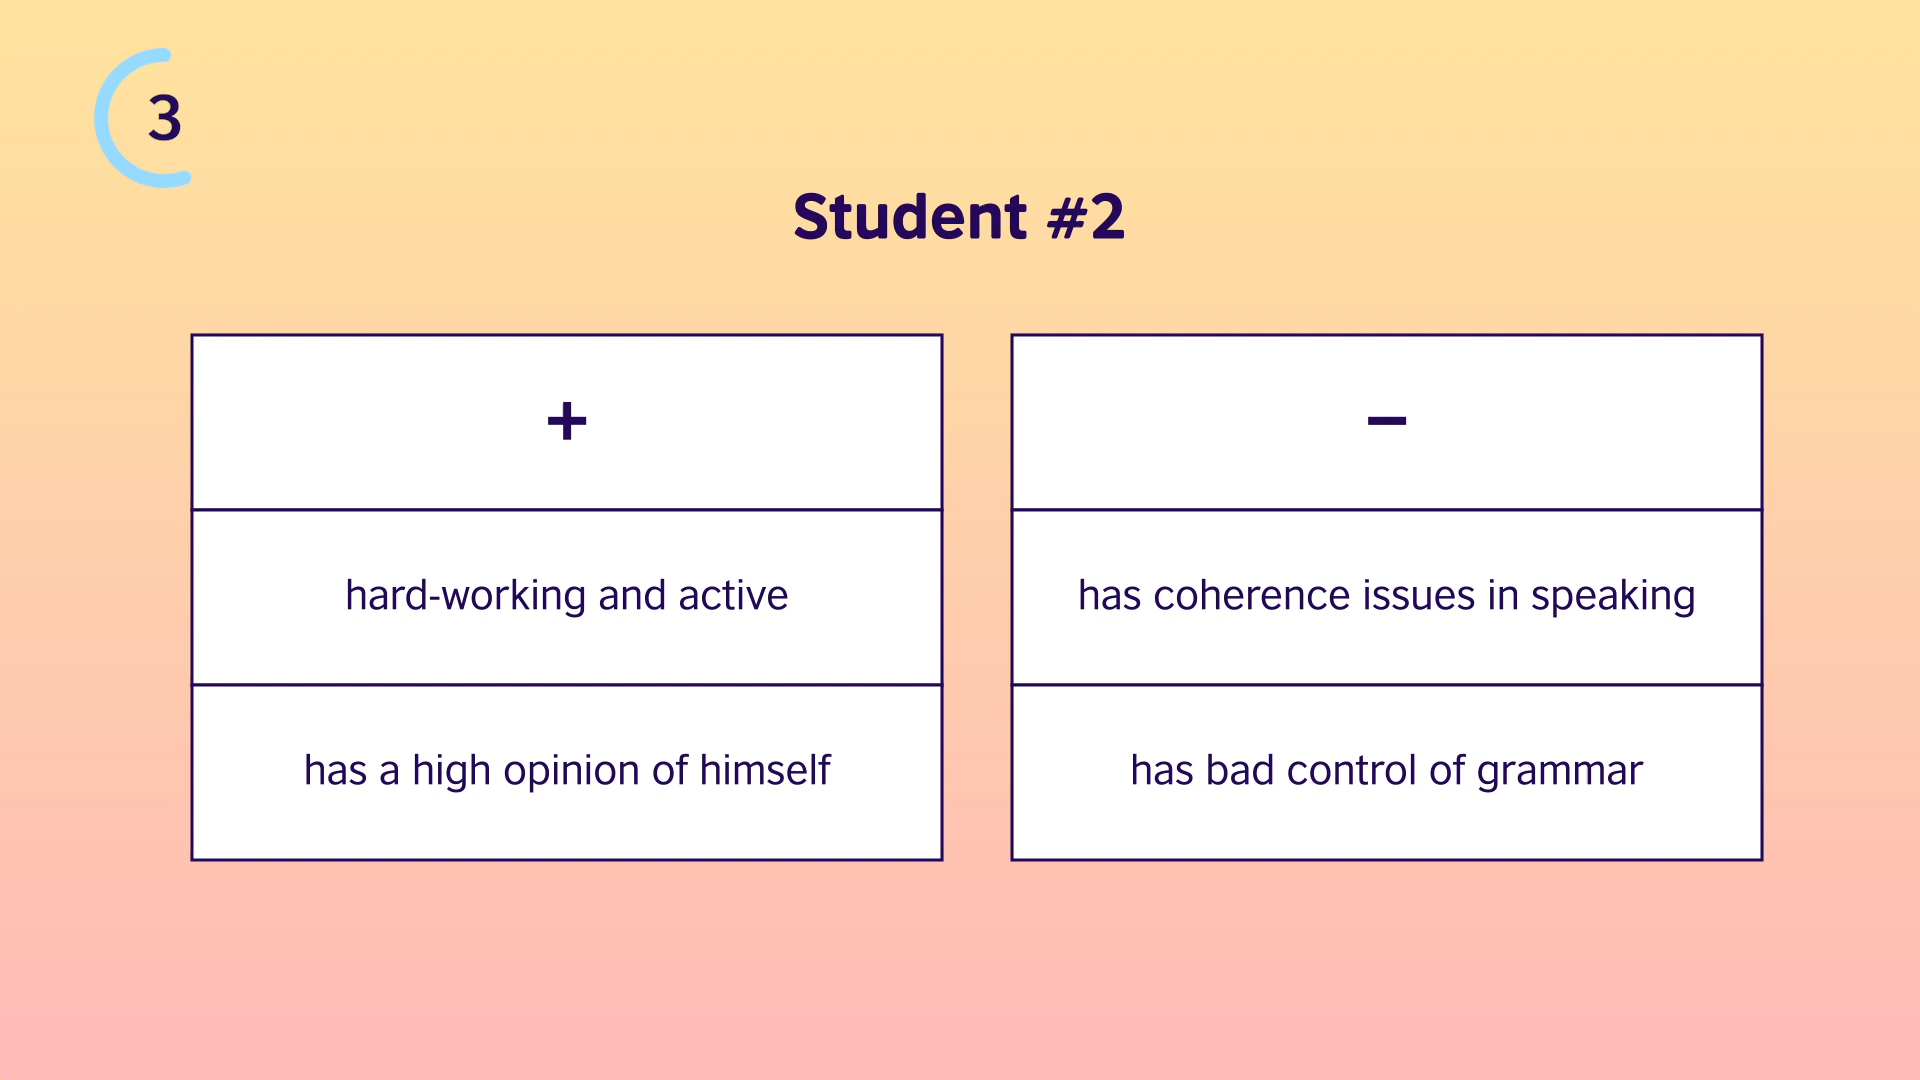 3
Student #2
+
hard-working and active
has a high opinion of himself
–
has coherence issues in speaking
has bad control of grammar